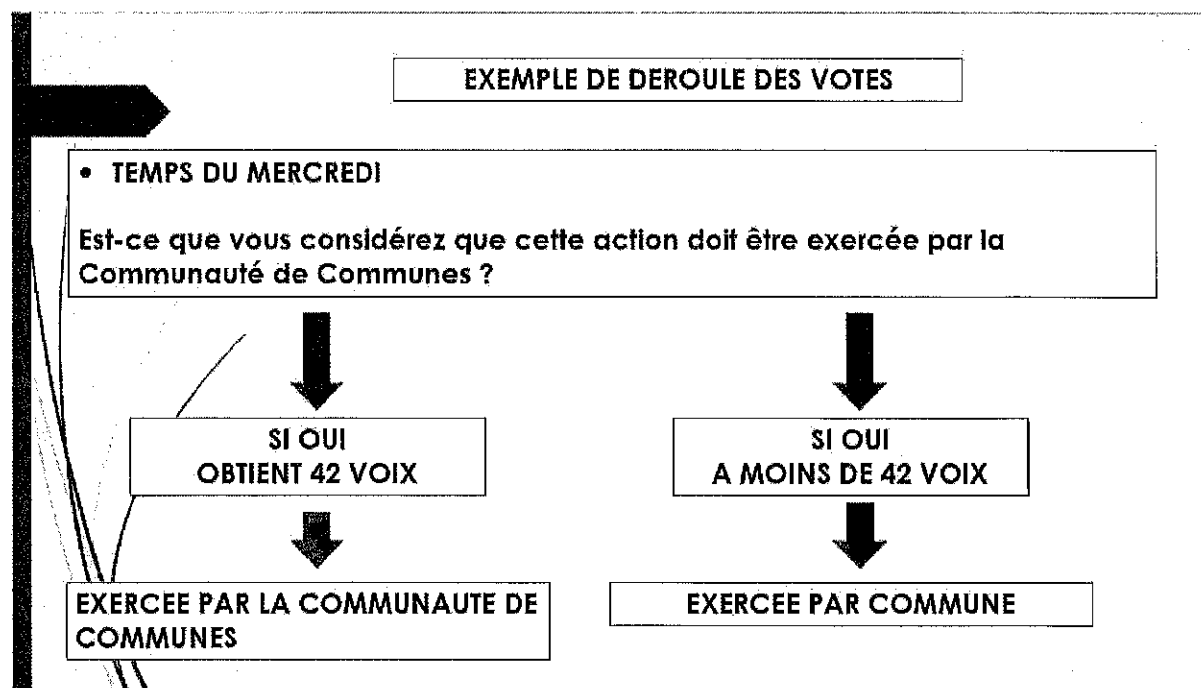 EXEMPLE DE DEROULE DES VOTES
• TEMPS DU MERCREDI
Est-ce que vous considérez que cette action doit être exercée par la
Communauté de Communes ?
SI OUI
OBTIENT 42 VOIX
SI OUI
A MOINS DE 42 VOIX
EXERCEE PAR LA COMMUNAUTE DE
COMMUNES
EXERCEE PAR COMMUNE